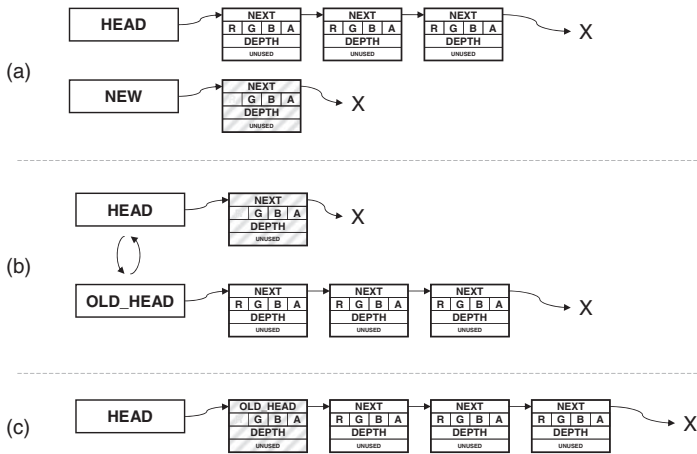 (a)
HEAD
NEXT NEXT NEXT
R G B A R G B A R G B A
DEPTH DEPTH DEPTH
UNUSED UNUSED UNUSED
X
NEW
NEXT
G B A
DEPTH
UNUSED
X
(b)
HEAD
NEXT
G B A
DEPTH
UNUSED
X
OLD_HEAD
NEXT NEXT NEXT
R G B A R G B A R G B A
DEPTH DEPTH DEPTH
UNUSED UNUSED UNUSED
X
(c)
HEAD
OLD_HEAD NEXT NEXT NEXT
G B A R G B A R G B A R G B A
DEPTH DEPTH DEPTH DEPTH
UNUSED UNUSED UNUSED UNUSED
X